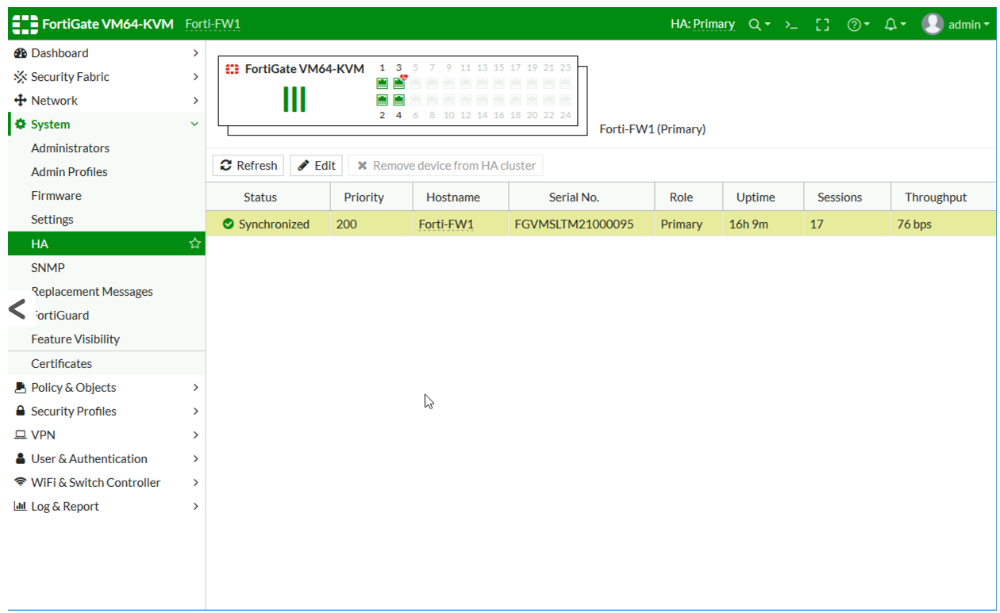 FortiGate VM64-KVM Forti-FW1 HA: Primary admin
Dashboard
Security Fabric
Network
System
Administrators
Admin Profiles
Firmware
Settings
HA
SNMP
Replacement Messages
FortiGuard
Feature Visibility
Certificates
Policy & Objects
Security Profiles
VPN
User & Authentication
WiFi & Switch Controller
Log & Report
FortiGate VM64-KVM 1 3 5 7 9 11 13 15 17 19 21 23
2 4 6 8 10 12 14 16 18 20 22 24
Forti-FW1 (Primary)
Refresh Edit Remove device from HA cluster
Status Priority Hostname Serial No. Role Uptime Sessions Throughput
Synchronized 200 Forti-FW1 FGVMSLTM21000095 Primary 16h 9m 17 76 bps